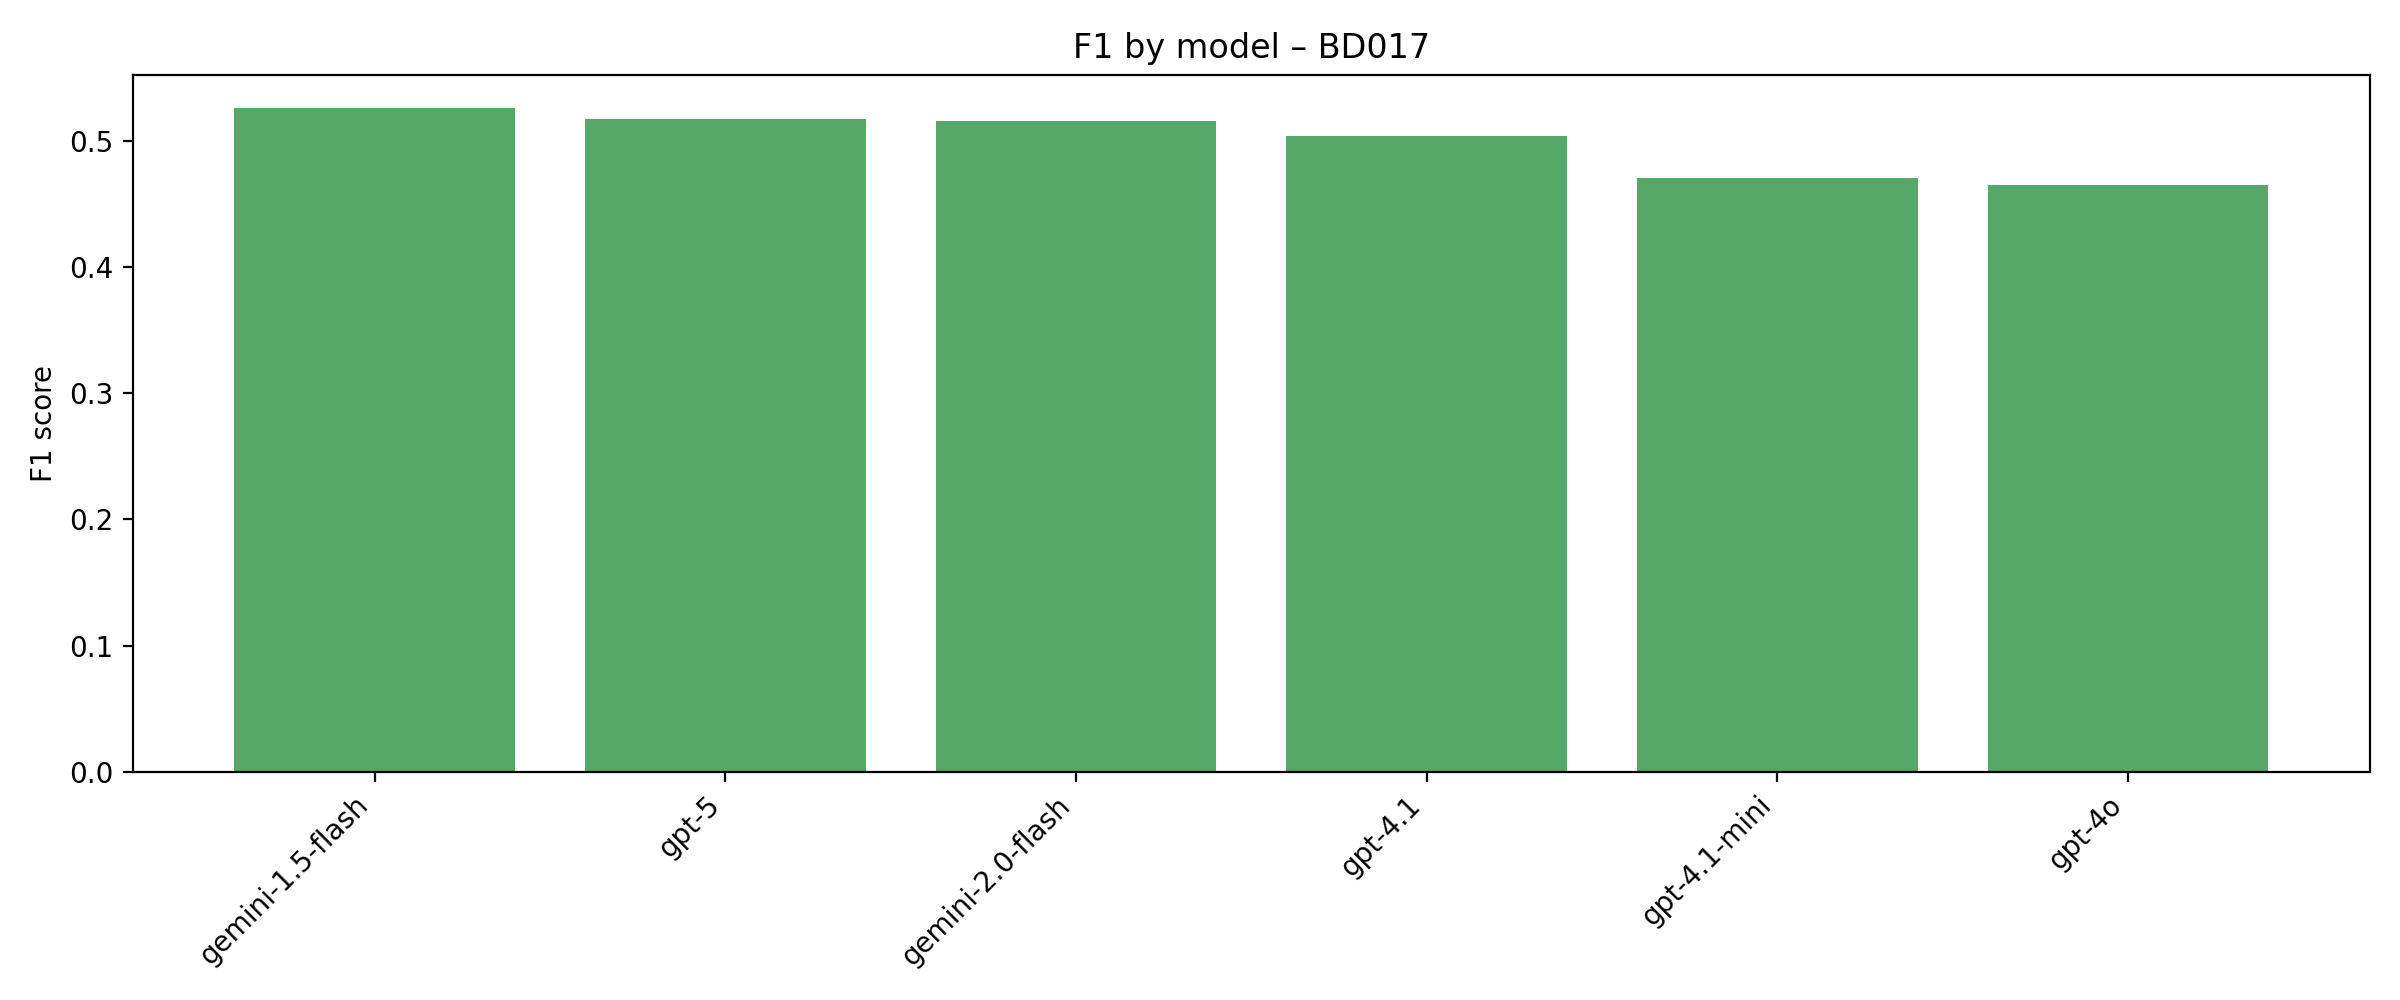 F1 by model – BD017
F1 score
0.5
0.4
0.3
0.2
0.1
0.0
gemini-1.5-flash
gpt-5
gemini-2.0-flash
gpt-4.1
gpt-4.1-mini
gpt-4o